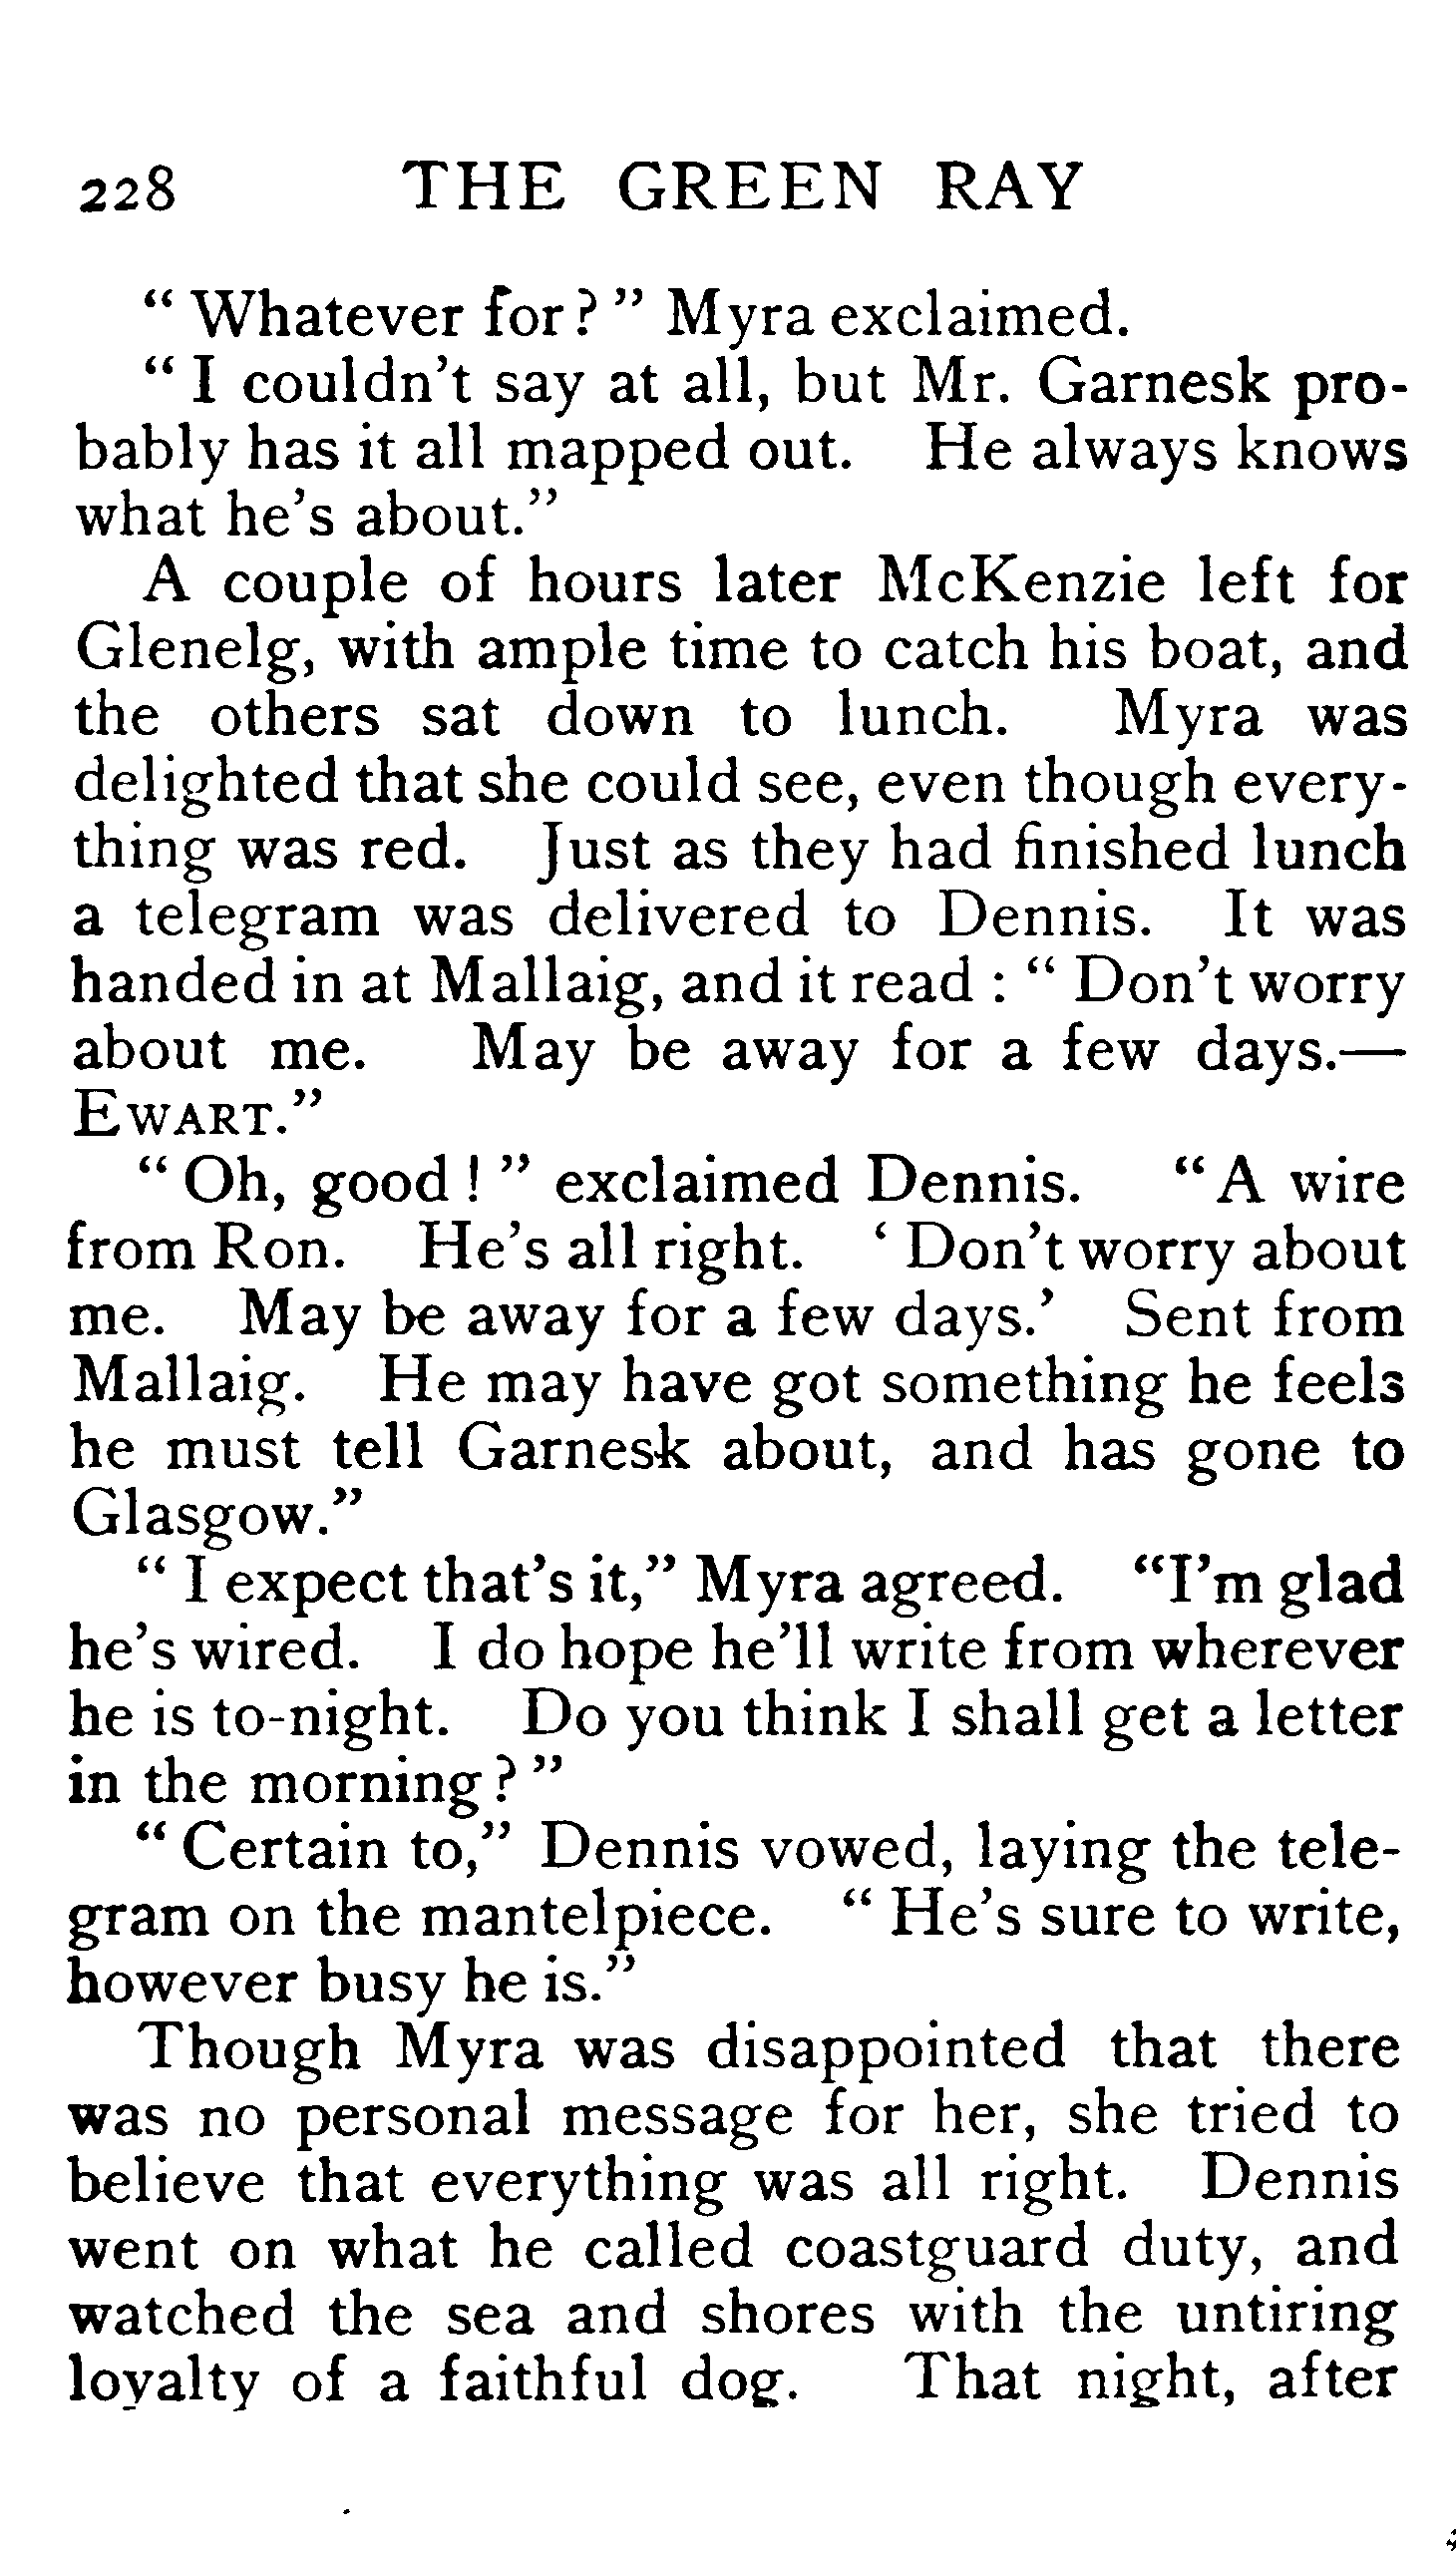 228 THE GREEN RAY
“ Whatever for ? ” Myra exclaimed.
“ I couldn’t say at all, but Mr. Garnesk pro-
bably has it all mapped out. He always knows
what he’s about.”
A couple of hours later McKenzie left for
Glenelg, with ample time to catch his boat, and
the others sat down to lunch. Myra was
delighted that she could see, even though every-
thing was red. Just as they had finished lunch
a telegram was delivered to Dennis. It was
handed in at Mallaig, and it read : “ Don’t worry
about me. May be away for a few days.—
EWART.”
“ Oh, good ! ” exclaimed Dennis. “ A wire
from Ron. He’s all right. ‘ Don’t worry about
me. May be away for a few days.’ Sent from
Mallaig. He may have got something he feels
he must tell Garnesk about, and has gone to
Glasgow.”
“ I expect that’s it,” Myra agreed. “I’m glad
he’s wired. I do hope he’ll write from wherever
he is to-night. Do you think I shall get a letter
in the morning ? ”
“ Certain to,” Dennis vowed, laying the tele-
gram on the mantelpiece. “ He’s sure to write,
however busy he is.”
Though Myra was disappointed that there
was no personal message for her, she tried to
believe that everything was all right. Dennis
went on what he called coastguard duty, and
watched the sea and shores with the untiring
loyalty of a faithful dog. That night, after